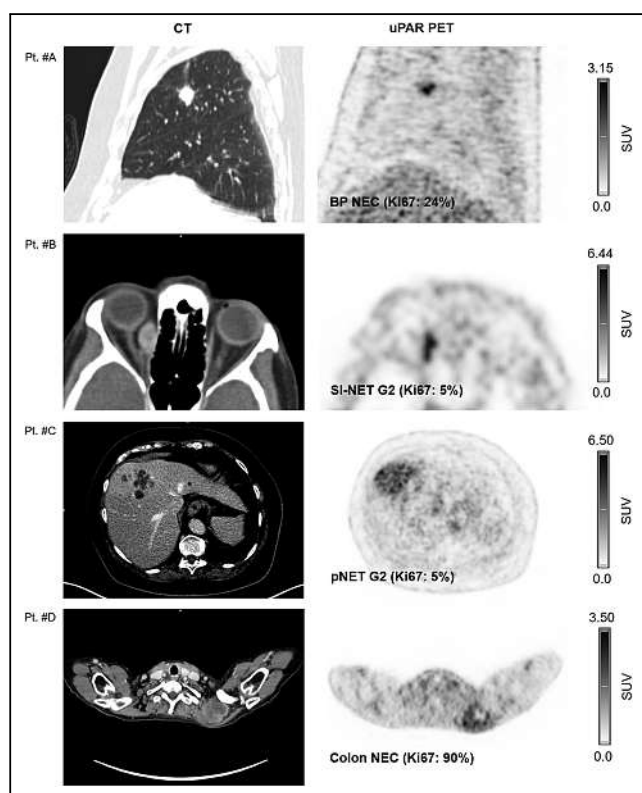 CT uPAR PET
Pt. #A
3.15
SUV
0.0
BP NEC (Ki67: 24%)
Pt. #B
6.44
SUV
0.0
SI-NET G2 (Ki67: 5%)
Pt. #C
6.50
SUV
0.0
pNET G2 (Ki67: 5%)
Pt. #D
3.50
SUV
0.0
Colon NEC (Ki67: 90%)